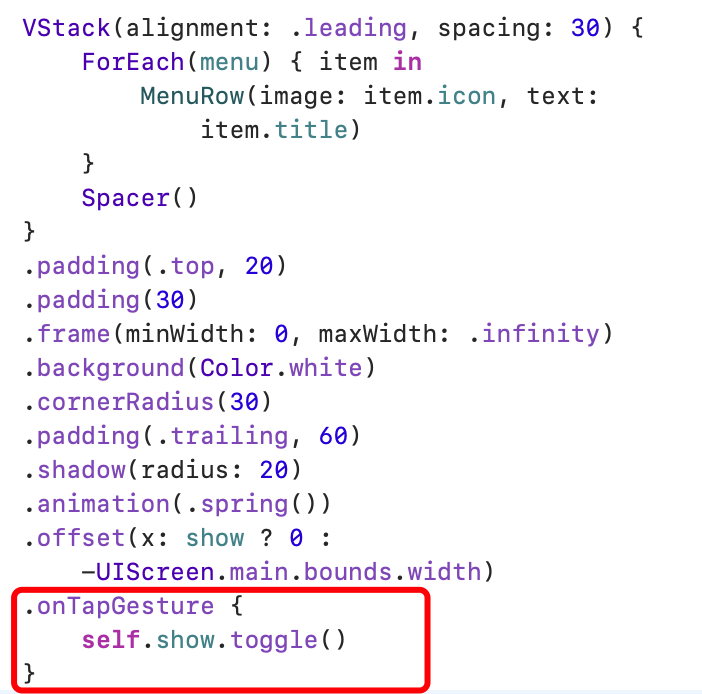 VStack(alignment: .leading, spacing: 30) {
    ForEach(menu) { item in
        MenuRow(image: item.icon, text:
            item.title)
    }
    Spacer()
}
.padding(.top, 20)
.padding(30)
.frame(minWidth: 0, maxWidth: .infinity)
.background(Color.white)
.cornerRadius(30)
.padding(.trailing, 60)
.shadow(radius: 20)
.animation(.spring())
.offset(x: show ? 0 :
    -UIScreen.main.bounds.width)
.onTapGesture {
    self.show.toggle()
}